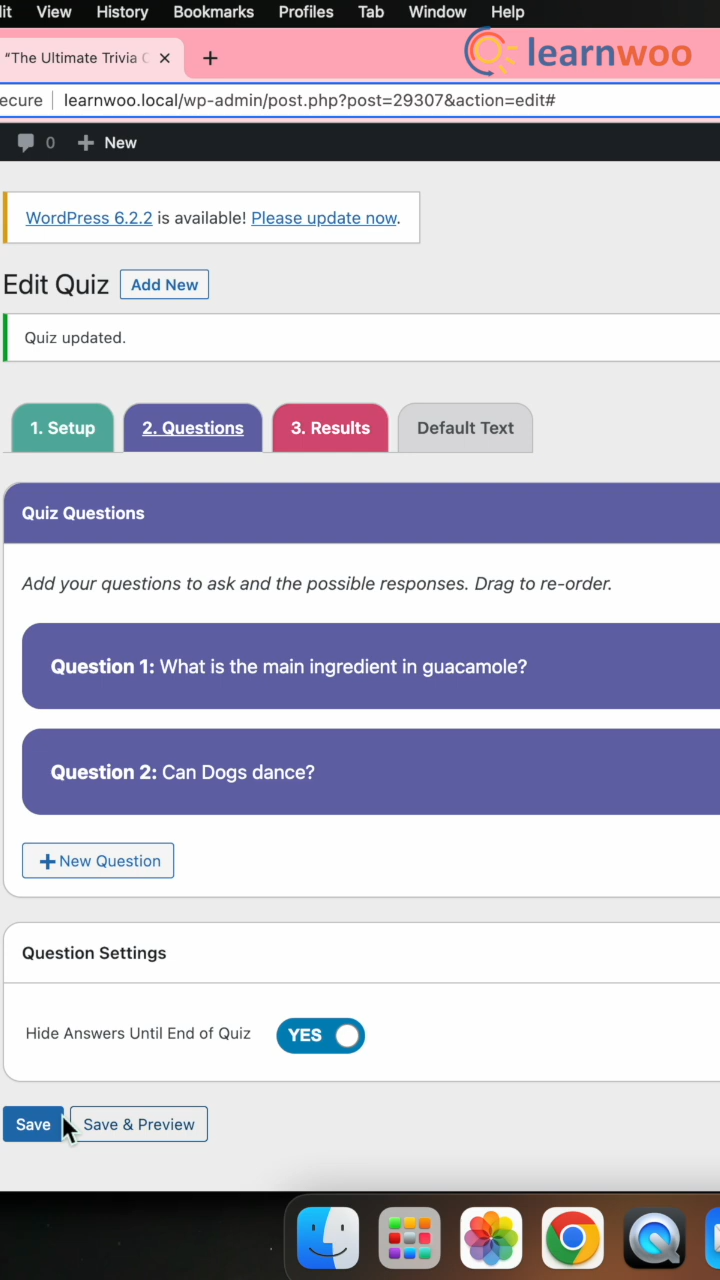 View History Bookmarks Profiles Tab Window Help
"The Ultimate Trivia
learnwoo
ecure learnwoo.local/wp-admin/post.php?post=29307&action=edit#
0 New
WordPress 6.2.2 is available! Please update now.
Edit Quiz Add New
Quiz updated.
1. Setup 2. Questions 3. Results Default Text
Quiz Questions
Add your questions to ask and the possible responses. Drag to re-order.
Question 1: What is the main ingredient in guacamole?
Question 2: Can Dogs dance?
New Question
Question Settings
Hide Answers Until End of Quiz YES
Save Save & Preview